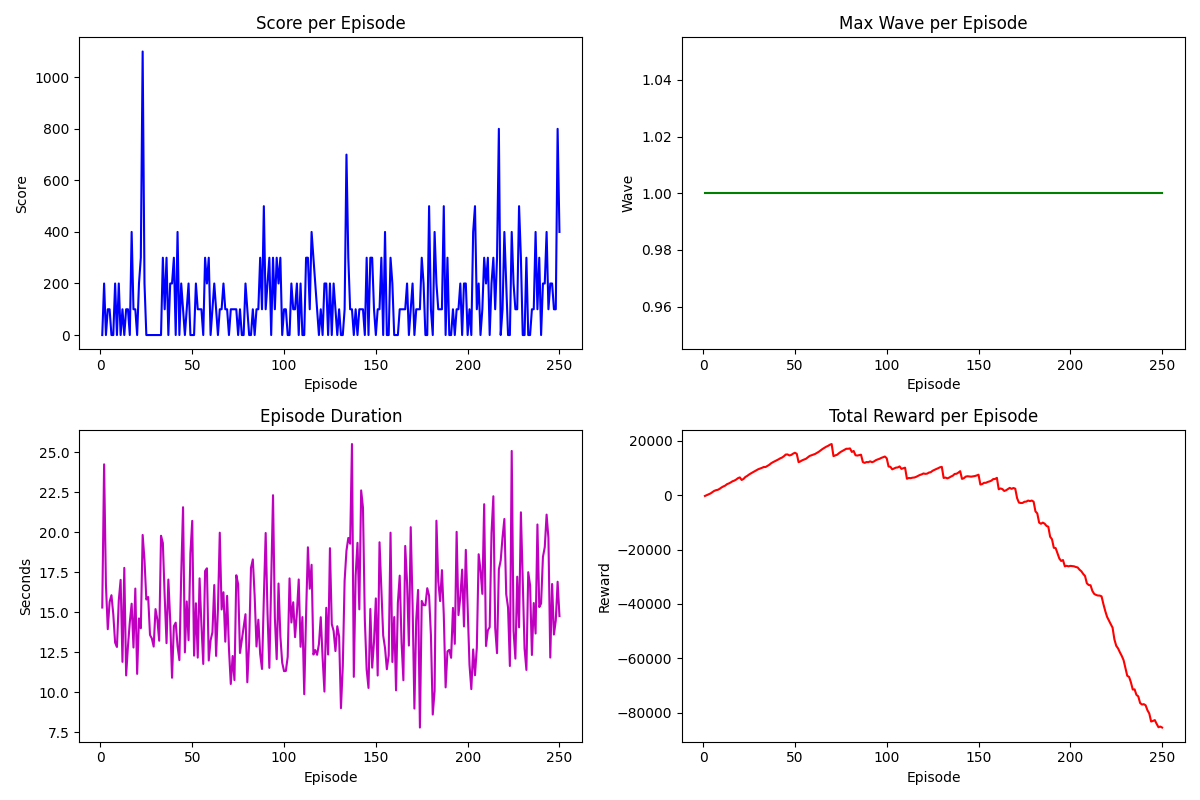 Score per Episode
Score
1000
800
600
400
200
0
0 50 100 150 200 250
Episode
Max Wave per Episode
Wave
1.04
1.02
1.00
0.98
0.96
0 50 100 150 200 250
Episode
Episode Duration
Seconds
25.0
22.5
20.0
17.5
15.0
12.5
10.0
7.5
0 50 100 150 200 250
Episode
Total Reward per Episode
Reward
20000
0
−20000
−40000
−60000
−80000
0 50 100 150 200 250
Episode